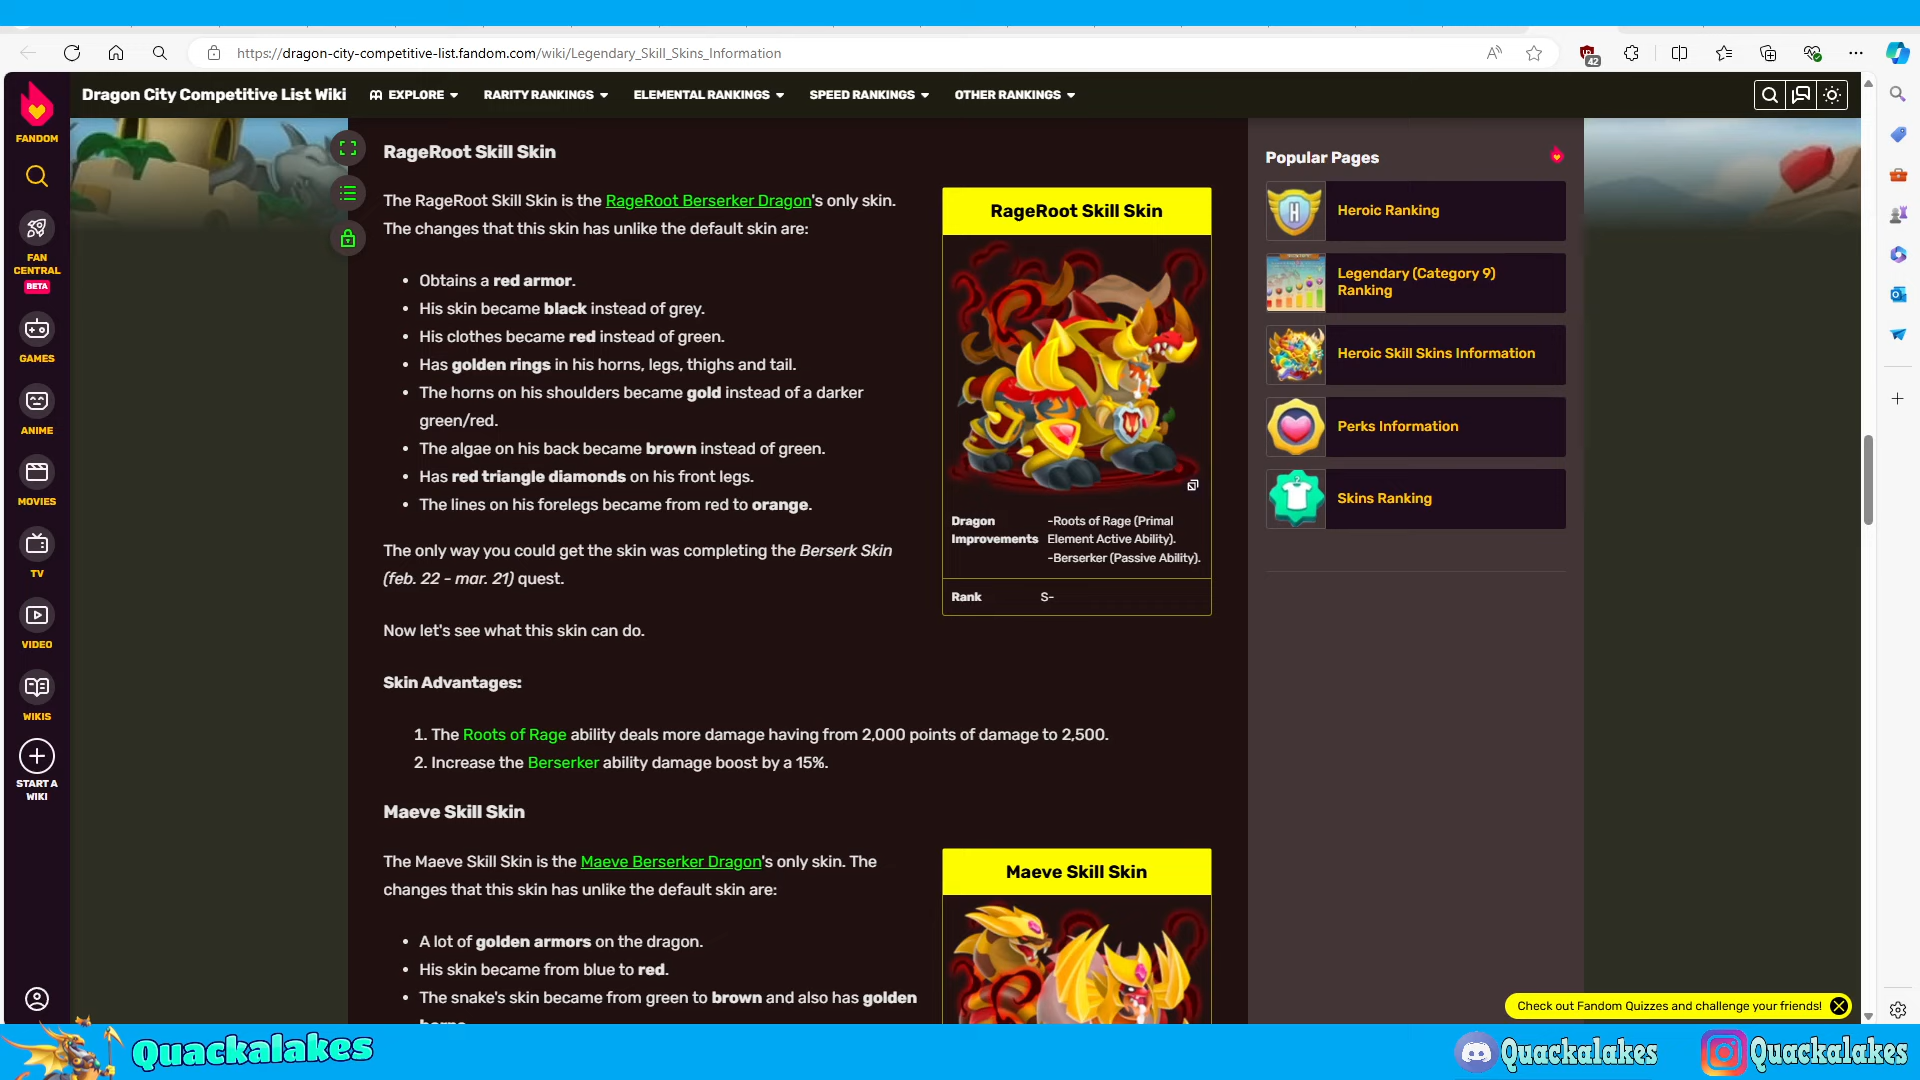 https://dragon-city-competitive-list.fandom.com/wiki/Legendary_Skill_Skins_Information
42
FANDOM
FAN
CENTRAL
BETA
GAMES
ANIME
MOVIES
TV
VIDEO
WIKIS
START A
WIKI
Dragon City Competitive List Wiki
EXPLORE
RARITY RANKINGS
ELEMENTAL RANKINGS
SPEED RANKINGS
OTHER RANKINGS
RageRoot Skill Skin
The RageRoot Skill Skin is the RageRoot Berserker Dragon's only skin.
The changes that this skin has unlike the default skin are:
• Obtains a red armor.
• His skin became black instead of grey.
• His clothes became red instead of green.
• Has golden rings in his horns, legs, thighs and tail.
• The horns on his shoulders became gold instead of a darker
green/red.
• The algae on his back became brown instead of green.
• Has red triangle diamonds on his front legs.
• The lines on his forelegs became from red to orange.
The only way you could get the skin was completing the Berserk Skin
(feb. 22 - mar. 21) quest.
Now let's see what this skin can do.
Skin Advantages:
1. The Roots of Rage ability deals more damage having from 2,000 points of damage to 2,500.
2. Increase the Berserker ability damage boost by a 15%.
RageRoot Skill Skin
Dragon
Improvements
-Roots of Rage (Primal
Element Active Ability).
-Berserker (Passive Ability).
Rank
S-
Maeve Skill Skin
The Maeve Skill Skin is the Maeve Berserker Dragon's only skin. The
changes that this skin has unlike the default skin are:
• A lot of golden armors on the dragon.
• His skin became from blue to red.
• The snake's skin became from green to brown and also has golden
horns
Maeve Skill Skin
Popular Pages
H
Heroic Ranking
Legendary (Category 9)
Ranking
Heroic Skill Skins Information
Perks Information
Skins Ranking
Check out Fandom Quizzes and challenge your friends!
Quackalakes
Quackalakes
Quackalakes